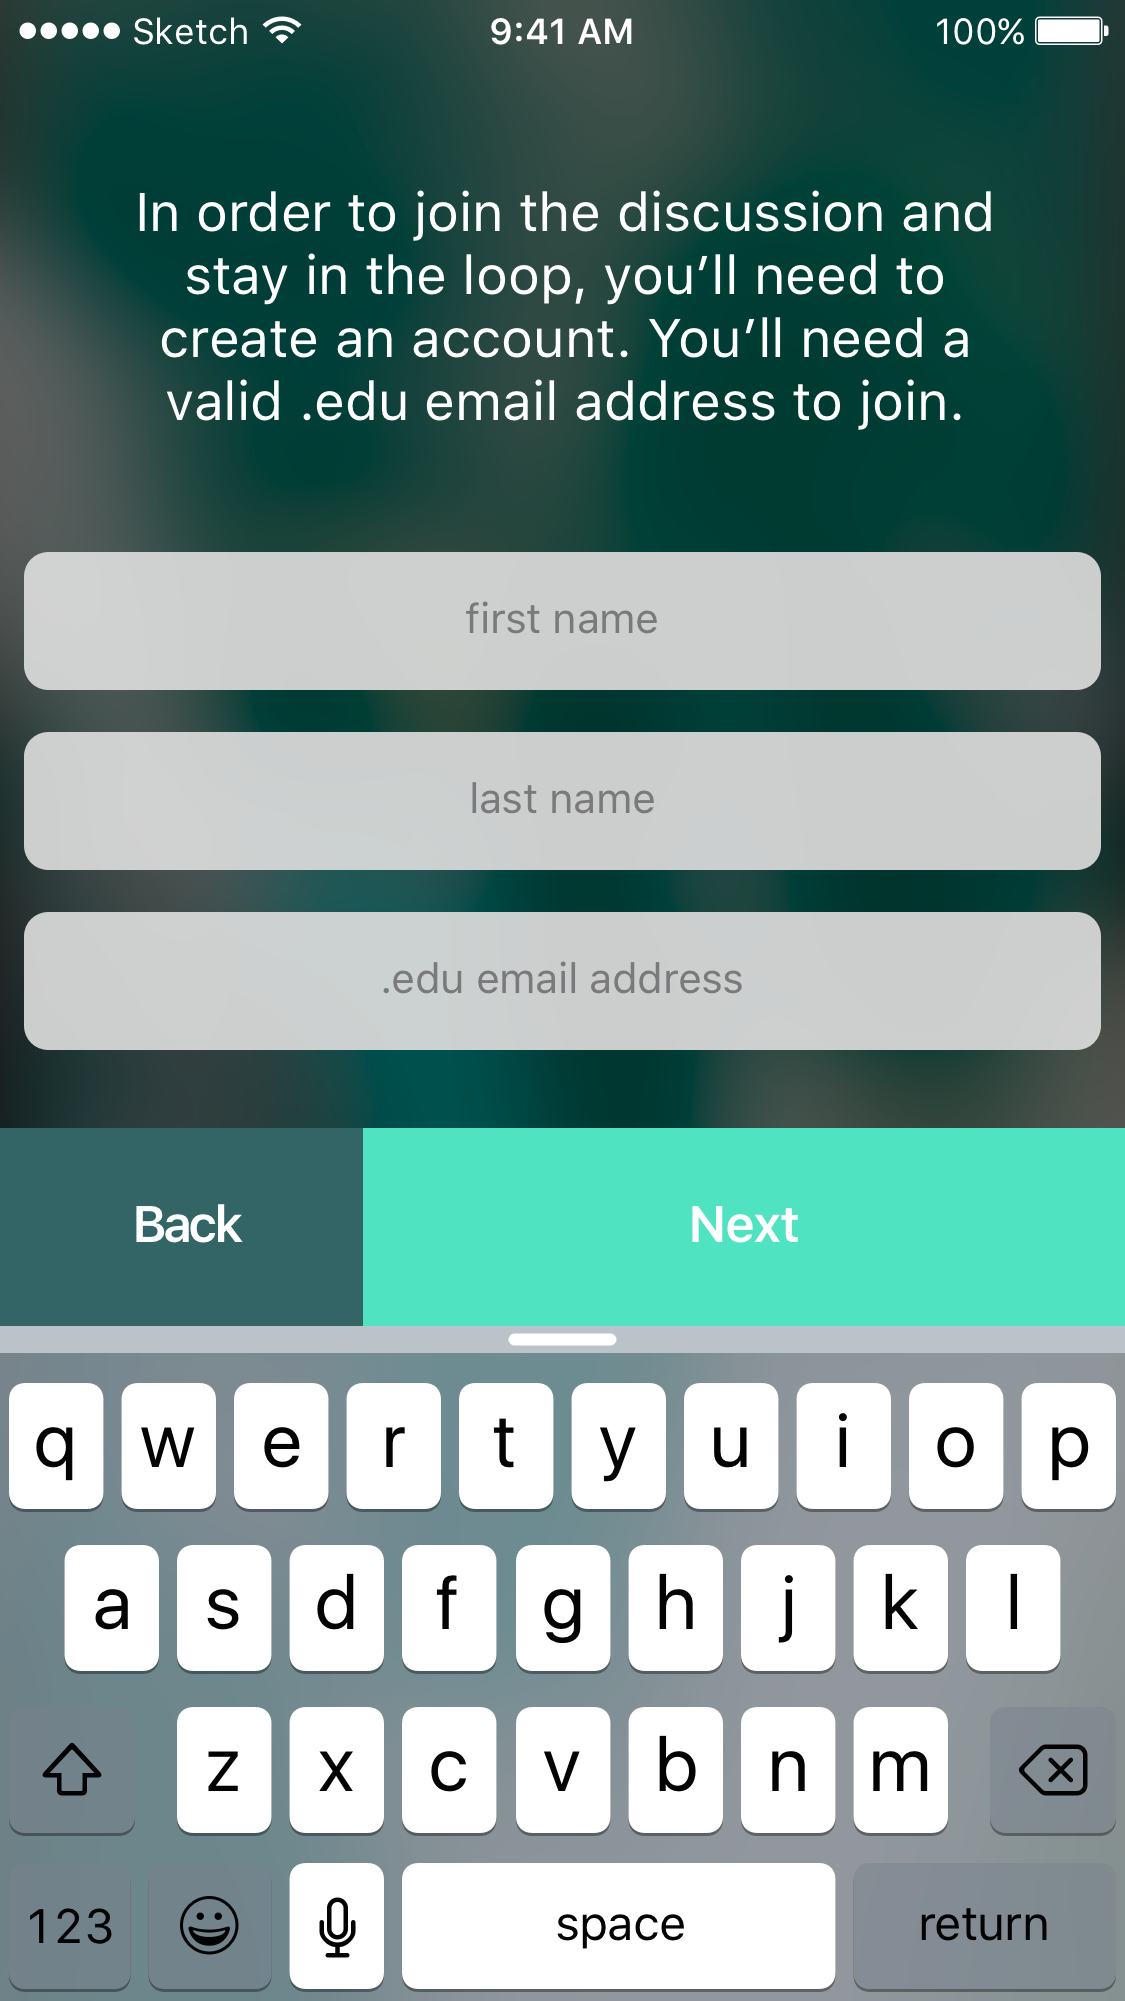 Sketch 9:41 AM 100%
In order to join the discussion and
stay in the loop, you’ll need to
create an account. You’ll need a
valid .edu email address to join.
first name
last name
.edu email address
Back Next
q w e r t y u i o p
a s d f g h j k l
z x c v b n m
123 space return